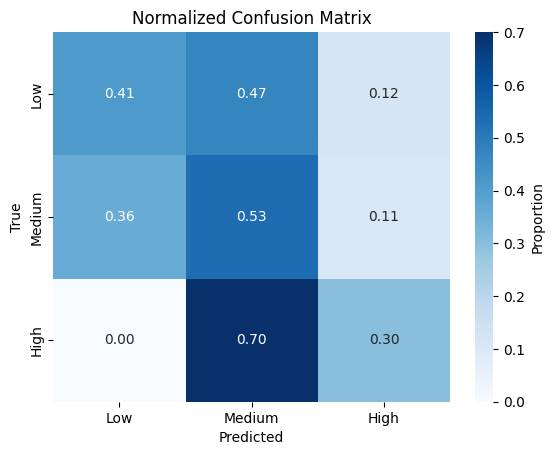 Normalized Confusion Matrix
True
Low
0.41 0.47 0.12
Medium
0.36 0.53 0.11
High
0.00 0.70 0.30
Low Medium High
Predicted
0.7
0.6
0.5
0.4
0.3
0.2
0.1
0.0
Proportion